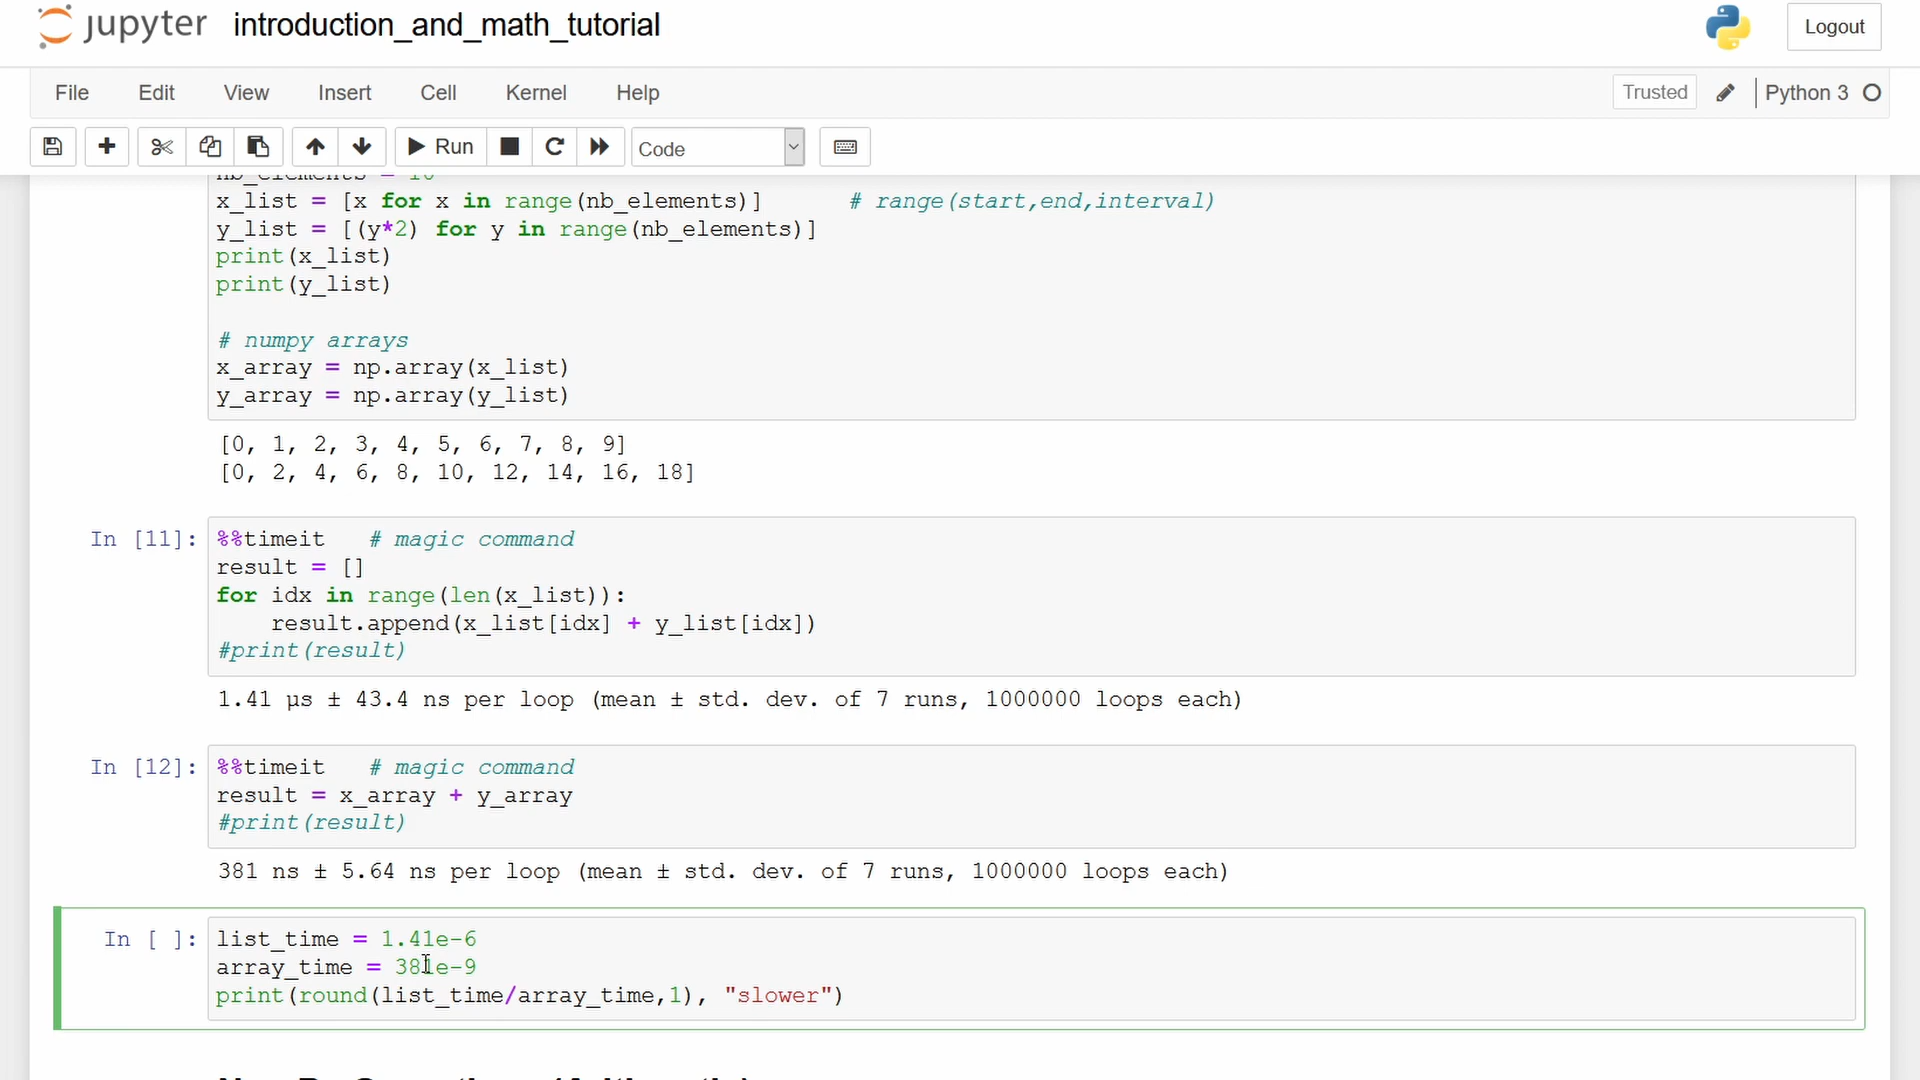 jupyter introduction_and_math_tutorial
Logout
File Edit View Insert Cell Kernel Help
Trusted Python 3
Run Code
nb_elements = 10
x_list = [x for x in range(nb_elements)] # range(start,end,interval)
y_list = [(y*2) for y in range(nb_elements)]
print(x_list)
print(y_list)
# numpy arrays
x_array = np.array(x_list)
y_array = np.array(y_list)
[0, 1, 2, 3, 4, 5, 6, 7, 8, 9]
[0, 2, 4, 6, 8, 10, 12, 14, 16, 18]
In [11]: %%timeit # magic command
result = []
for idx in range(len(x_list)):
result.append(x_list[idx] + y_list[idx])
#print(result)
1.41 µs ± 43.4 ns per loop (mean ± std. dev. of 7 runs, 1000000 loops each)
In [12]: %%timeit # magic command
result = x_array + y_array
#print(result)
381 ns ± 5.64 ns per loop (mean ± std. dev. of 7 runs, 1000000 loops each)
In [ ]: list_time = 1.41e-6
array_time = 381e-9
print(round(list_time/array_time,1), "slower")